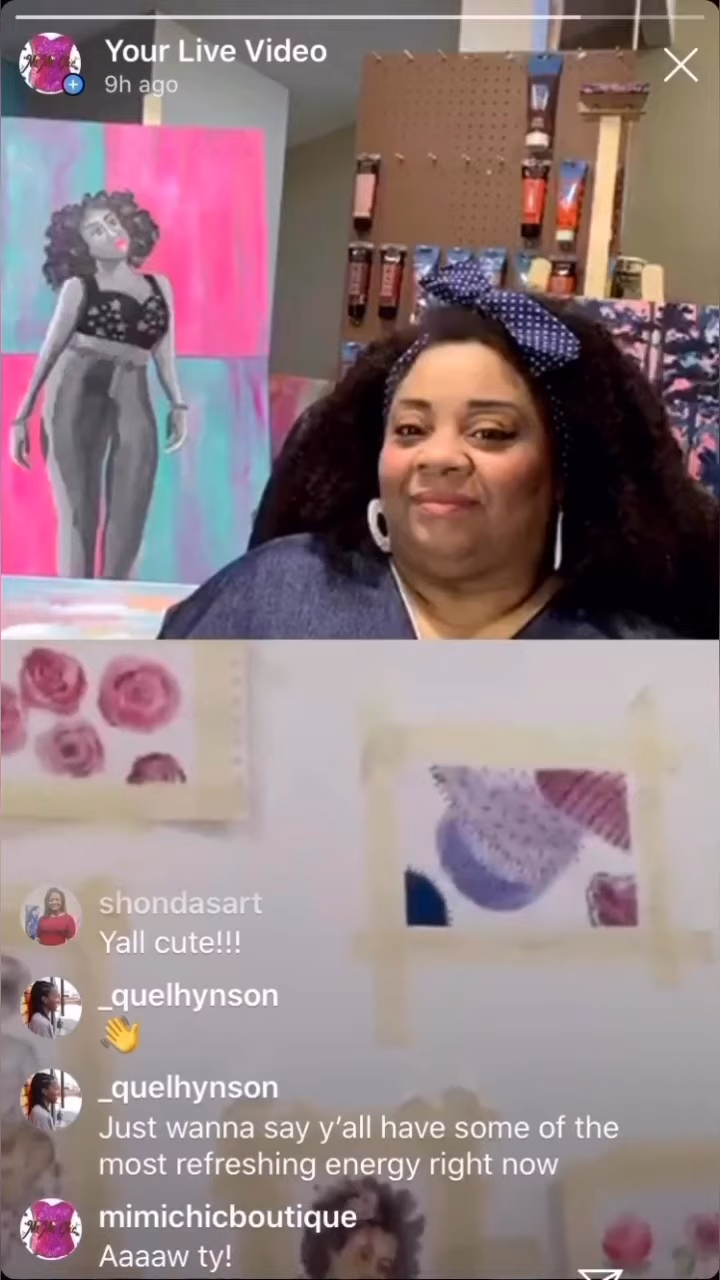 Your Live Video
9h ago
shondasart
Yall cute!!!
_quelhynson
👋
_quelhynson
Just wanna say y’all have some of the
most refreshing energy right now
mimichicboutique
Aaaaw ty!